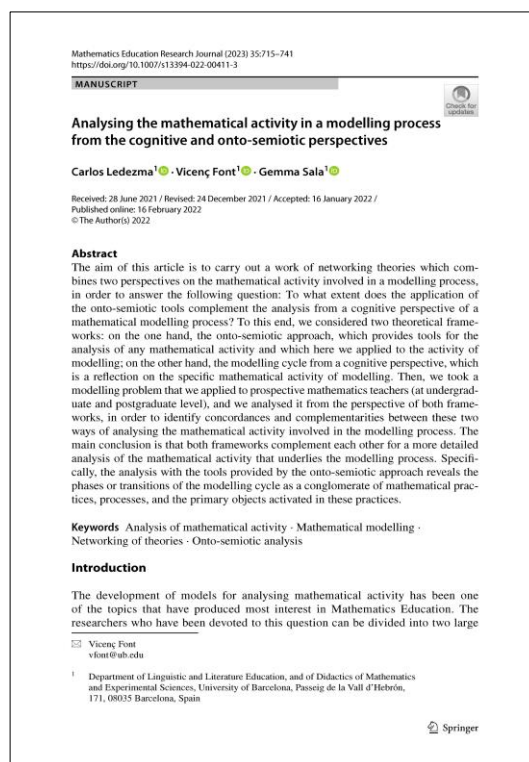 Mathematics Education Research Journal (2023) 35:715–741
https://doi.org/10.1007/s13394-022-00411-3
MANUSCRIPT
Check for
updates
Analysing the mathematical activity in a modelling process
from the cognitive and onto-semiotic perspectives
Carlos Ledezma¹ · Vicenç Font¹ · Gemma Sala¹
Received: 28 June 2021 / Revised: 24 December 2021 / Accepted: 16 January 2022 /
Published online: 16 February 2022
© The Author(s) 2022
Abstract
The aim of this article is to carry out a work of networking theories which com-
bines two perspectives on the mathematical activity involved in a modelling process,
in order to answer the following question: To what extent does the application of
the onto-semiotic tools complement the analysis from a cognitive perspective of a
mathematical modelling process? To this end, we considered two theoretical frame-
works: on the one hand, the onto-semiotic approach, which provides tools for the
analysis of any mathematical activity and which here we applied to the activity of
modelling; on the other hand, the modelling cycle from a cognitive perspective, which
is a reflection on the specific mathematical activity of modelling. Then, we took a
modelling problem that we applied to prospective mathematics teachers (at undergrad-
uate and postgraduate level), and we analysed it from the perspective of both frame-
works, in order to identify concordances and complementarities between these two
ways of analysing the mathematical activity involved in the modelling process. The
main conclusion is that both frameworks complement each other for a more detailed
analysis of the mathematical activity that underlies the modelling process. Specifi-
cally, the analysis with the tools provided by the onto-semiotic approach reveals the
phases or transitions of the modelling cycle as a conglomerate of mathematical prac-
tices, processes, and the primary objects activated in these practices.
Keywords Analysis of mathematical activity · Mathematical modelling ·
Networking of theories · Onto-semiotic analysis
Introduction
The development of models for analysing mathematical activity has been one
of the topics that have produced most interest in Mathematics Education. The
researchers who have been devoted to this question can be divided into two large
✉ Vicenç Font
vfont@ub.edu
¹ Department of Linguistic and Literature Education, and of Didactics of Mathematics
and Experimental Sciences, University of Barcelona, Passeig de la Vall d'Hebrón,
171, 08035 Barcelona, Spain
Springer